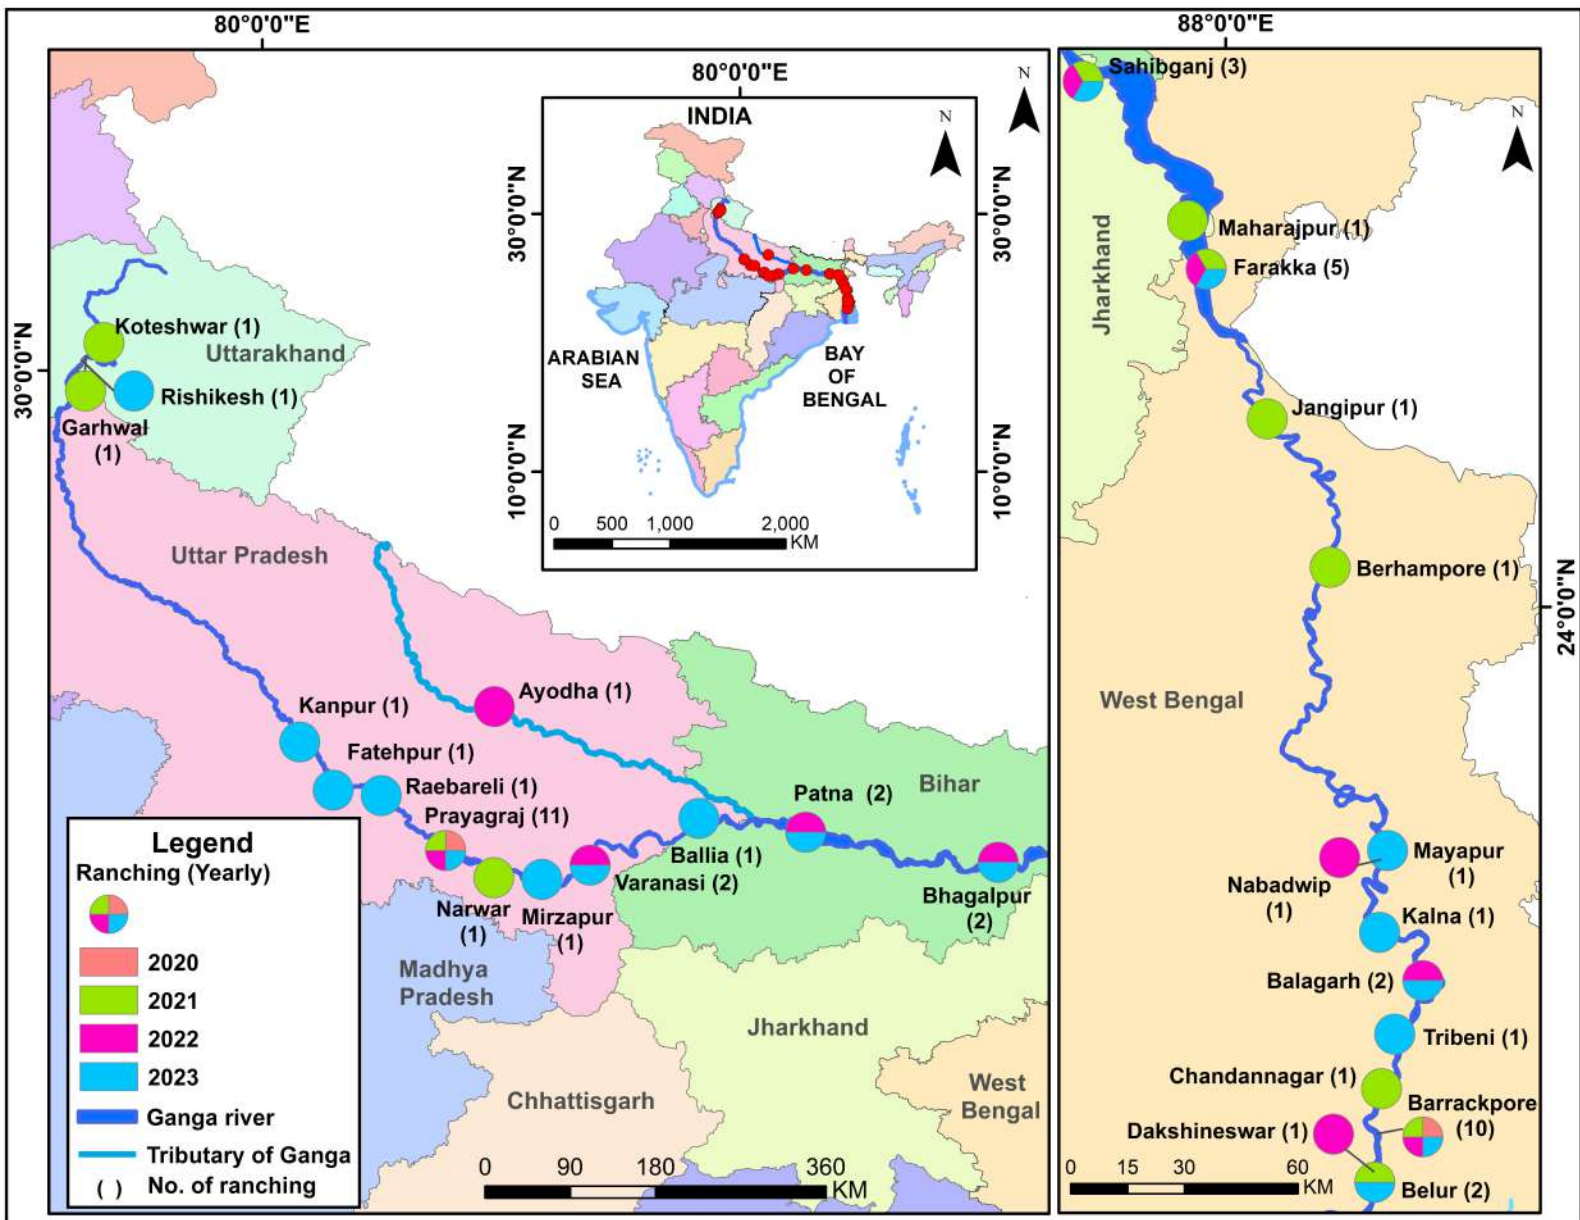 80°0'0"E
88°0'0"E
80°0'0"E
N
N
N
INDIA
30°0'0"N
30°0'0"N
10°0'0"N
10°0'0"N
ARABIAN
SEA
BAY
OF
BENGAL
0 500 1,000 2,000
KM
30°0'0"N
Koteshwar (1)
Uttarakhand
Rishikesh (1)
Garhwal
(1)
Uttar Pradesh
Ayodha (1)
Kanpur (1)
Fatehpur (1)
Raebareli (1)
Prayagraj (11)
Narwar
(1)
Mirzapur
(1)
Varanasi (2)
Ballia (1)
Patna (2)
Bihar
Bhagalpur
(2)
Madhya
Pradesh
Jharkhand
Chhattisgarh
West
Bengal
0 90 180 360
KM
Legend
Ranching (Yearly)
2020
2021
2022
2023
Ganga river
Tributary of Ganga
( ) No. of ranching
Sahibganj (3)
Jharkhand
Maharajpur (1)
Farakka (5)
Jangipur (1)
Berhampore (1)
24°0'0"N
West Bengal
Mayapur
(1)
Nabadwip
(1)
Kalna (1)
Balagarh (2)
Tribeni (1)
Chandannagar (1)
Barrackpore
(10)
Dakshineswar (1)
Belur (2)
0 15 30 60
KM